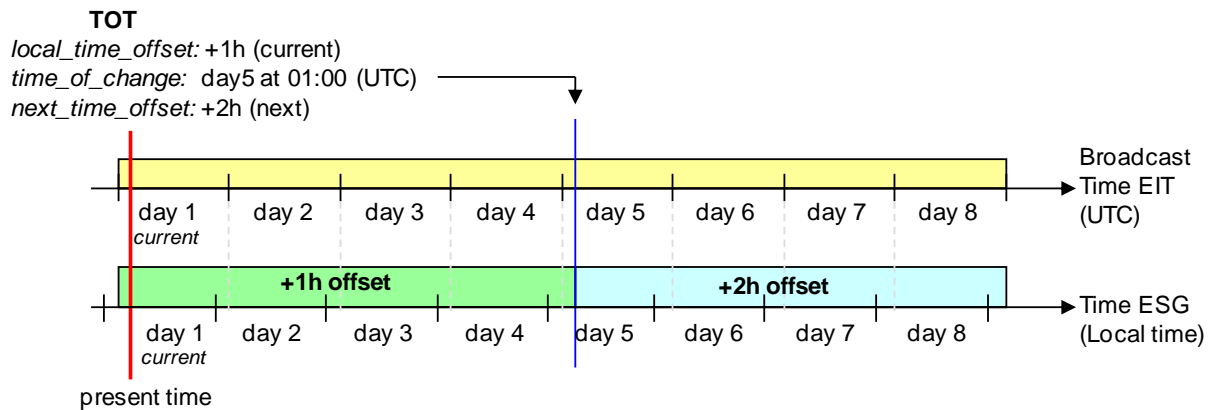 TOT
local_time_offset: +1h (current)
time_of_change: day5 at 01:00 (UTC)
next_time_offset: +2h (next)
Broadcast
Time EIT
(UTC)
day 1 day 2 day 3 day 4 day 5 day 6 day 7 day 8
current
+1h offset +2h offset
Time ESG
(Local time)
day 1 day 2 day 3 day 4 day 5 day 6 day 7 day 8
current
present time